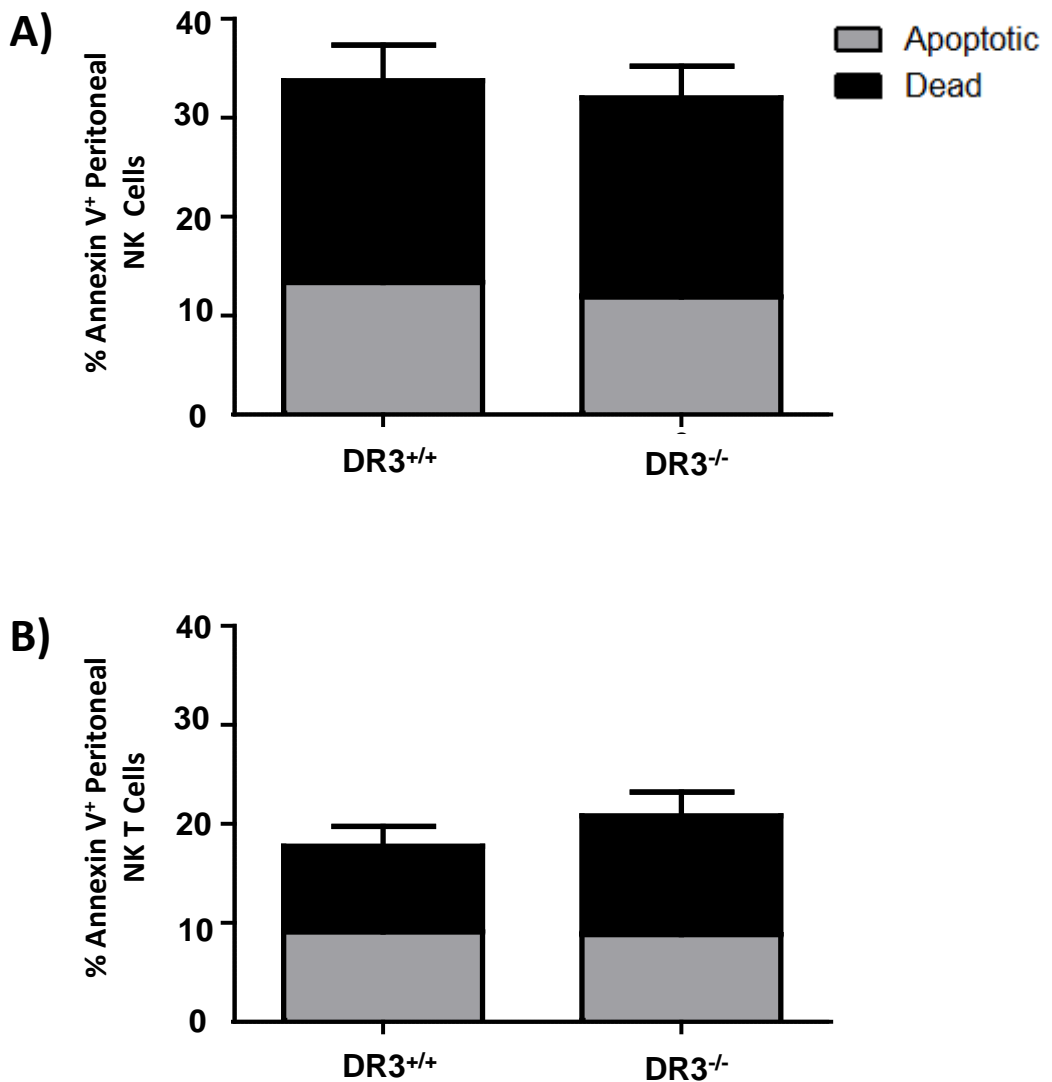 A)
% Annexin V⁺ Peritoneal
NK Cells
40
30
20
10
0
DR3⁺/⁺
DR3⁻/⁻
Apoptotic
Dead
B)
% Annexin V⁺ Peritoneal
NK T Cells
40
30
20
10
0
DR3⁺/⁺
DR3⁻/⁻